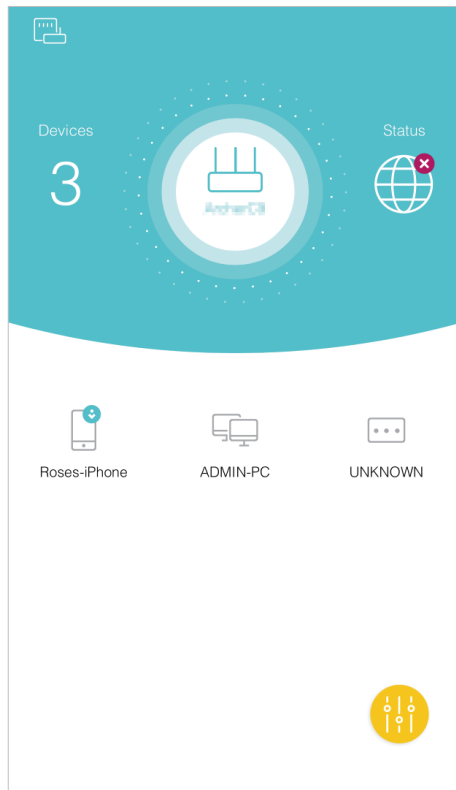 Devices
Status
3
Roses-iPhone
ADMIN-PC
UNKNOWN